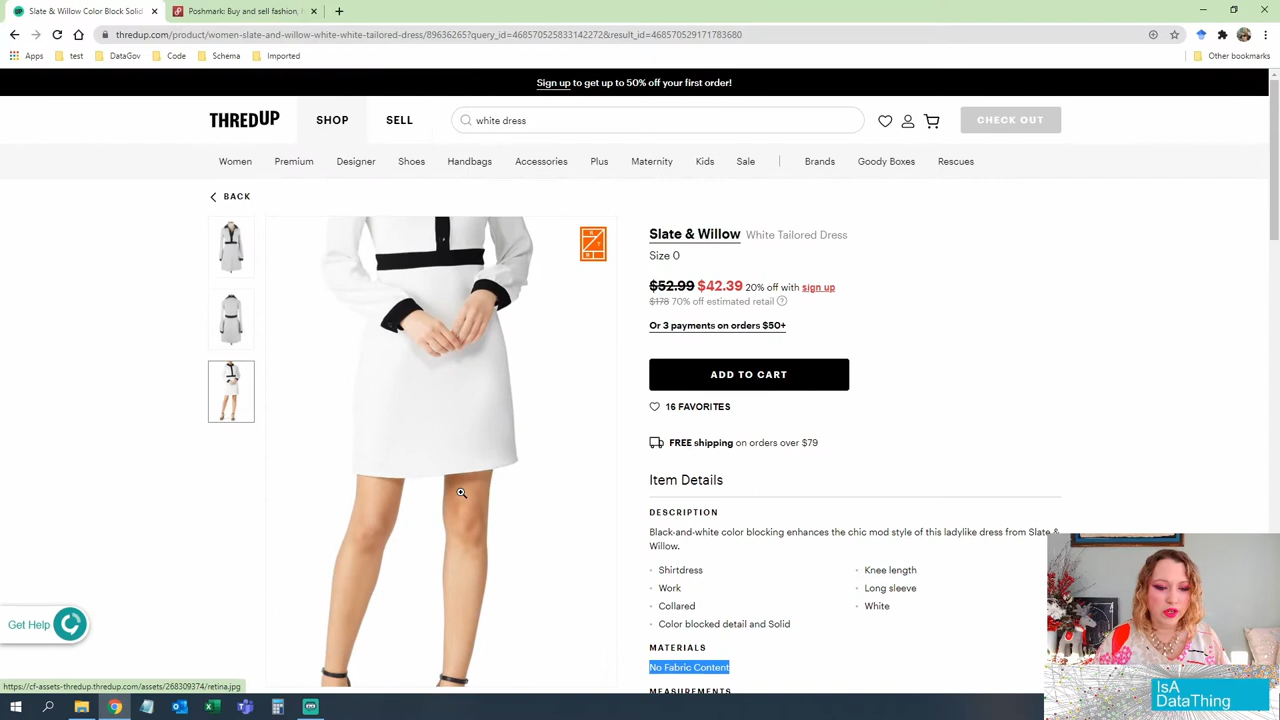 Slate & Willow Color Block Solid
Poshmark: Buy and sell fashion, h
thredup.com/product/women-slate-and-willow-white-white-tailored-dress/89636265?query_id=468570525833142272&result_id=468570529171783680
Apps test DataGov Code Schema Imported Other bookmarks
Sign up to get up to 50% off your first order!
THREDUP SHOP SELL white dress CHECK OUT
Women Premium Designer Shoes Handbags Accessories Plus Maternity Kids Sale Brands Goody Boxes Rescues
BACK
Slate & Willow White Tailored Dress
Size 0
$52.99 $42.39 20% off with sign up
$178 70% off estimated retail ?
Or 3 payments on orders $50+
ADD TO CART
16 FAVORITES
FREE shipping on orders over $79
Item Details
DESCRIPTION
Black-and-white color blocking enhances the chic mod style of this ladylike dress from Slate &
Willow.
Shirtdress
Work
Collared
Color blocked detail and Solid
Knee length
Long sleeve
White
MATERIALS
No Fabric Content
MEASUREMENTS
R T R
Get Help
http://cf-assets-thredup.thredup.com/assets/268309374/retina.jpg
IsA
DataThing